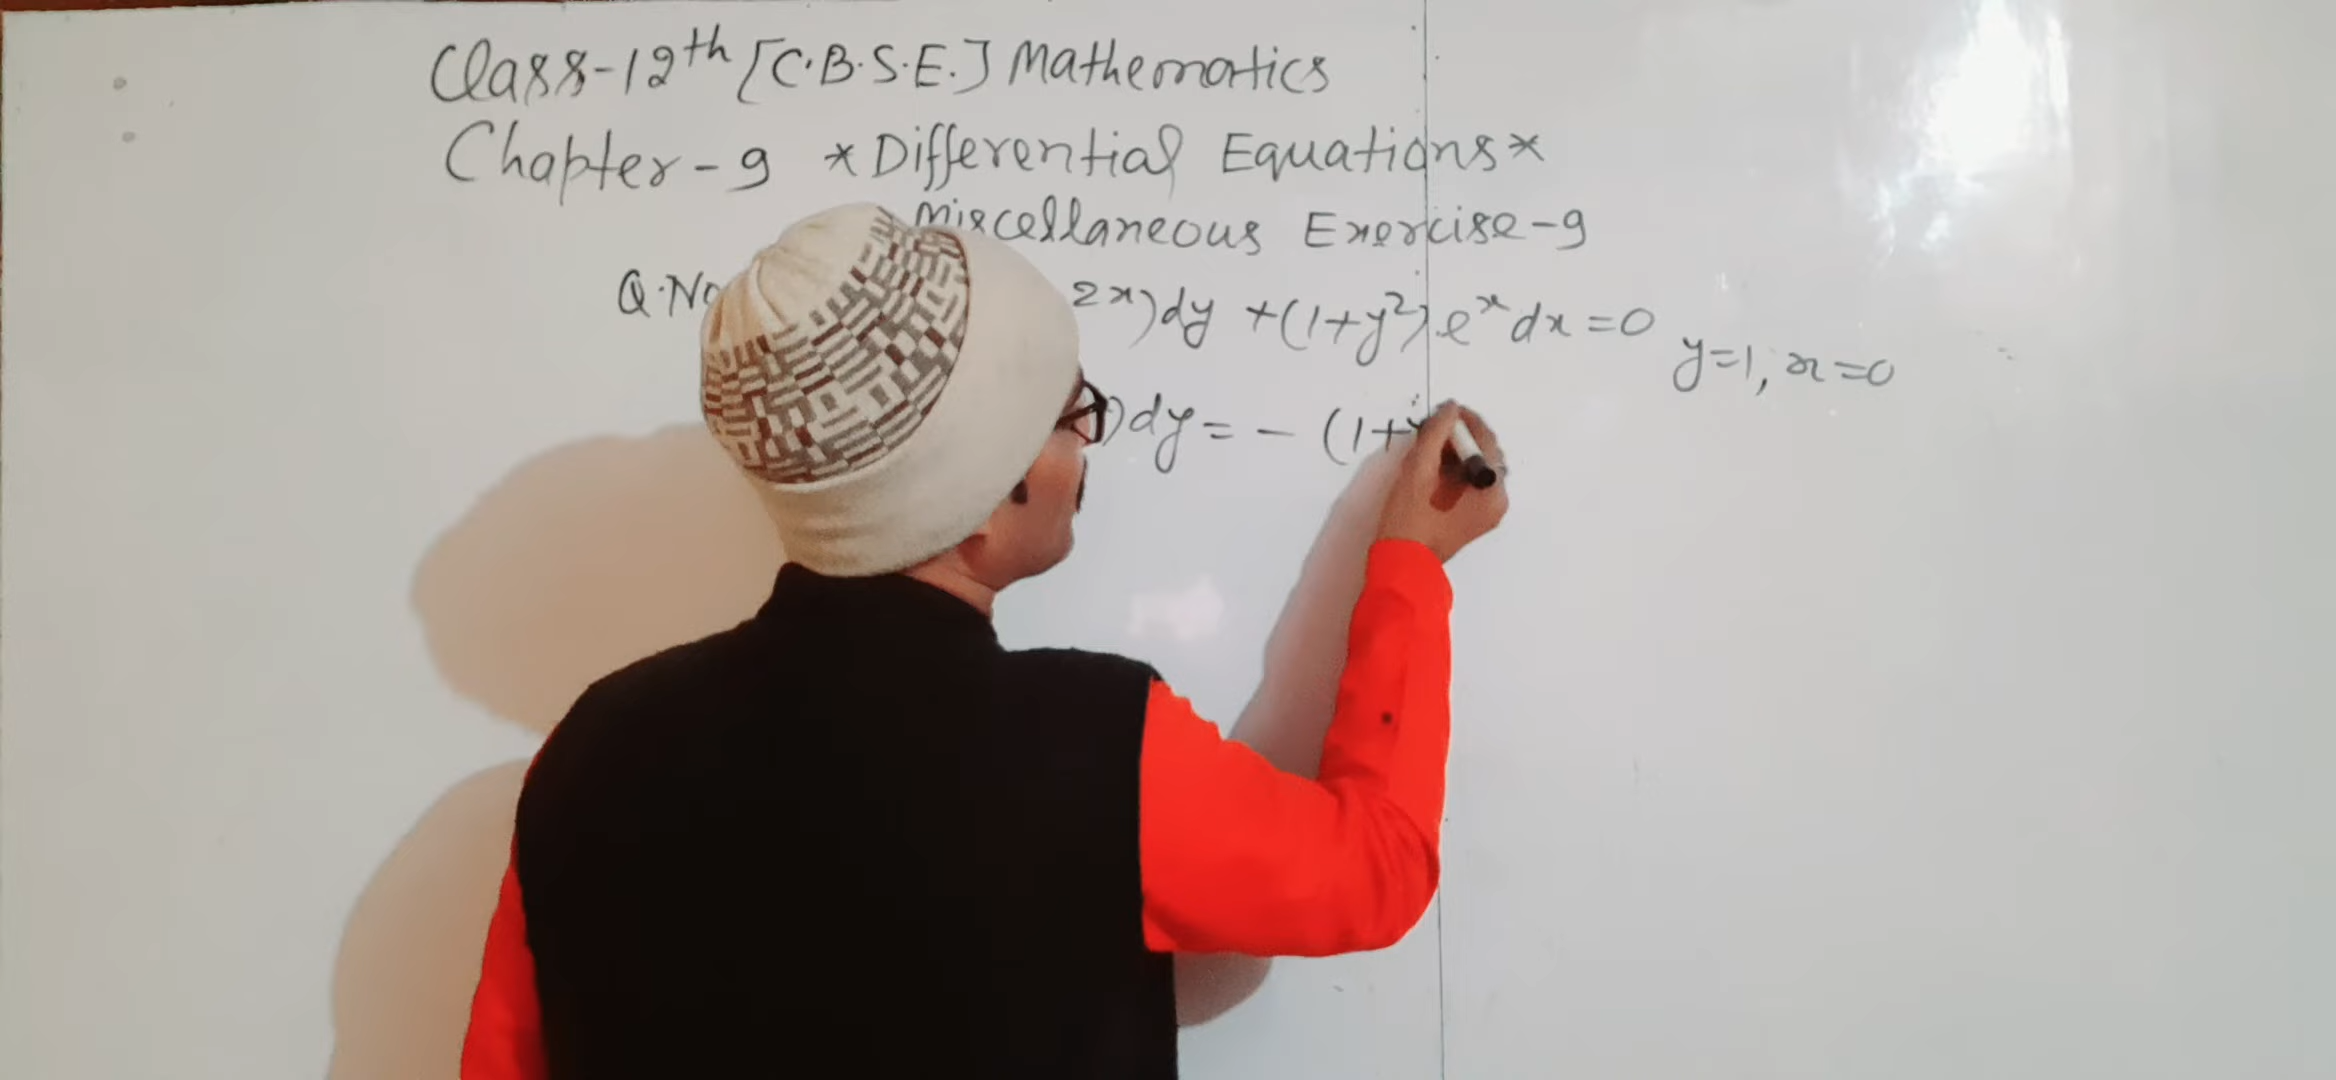 Class-12th [C.B.S.E.] Mathematics
Chapter-9 *Differential Equations*
Miscellaneous Exercise-9
Q.No 2x)dy +(1+y²)eˣdx=0 y=1, x=0
)dy = - (1+y